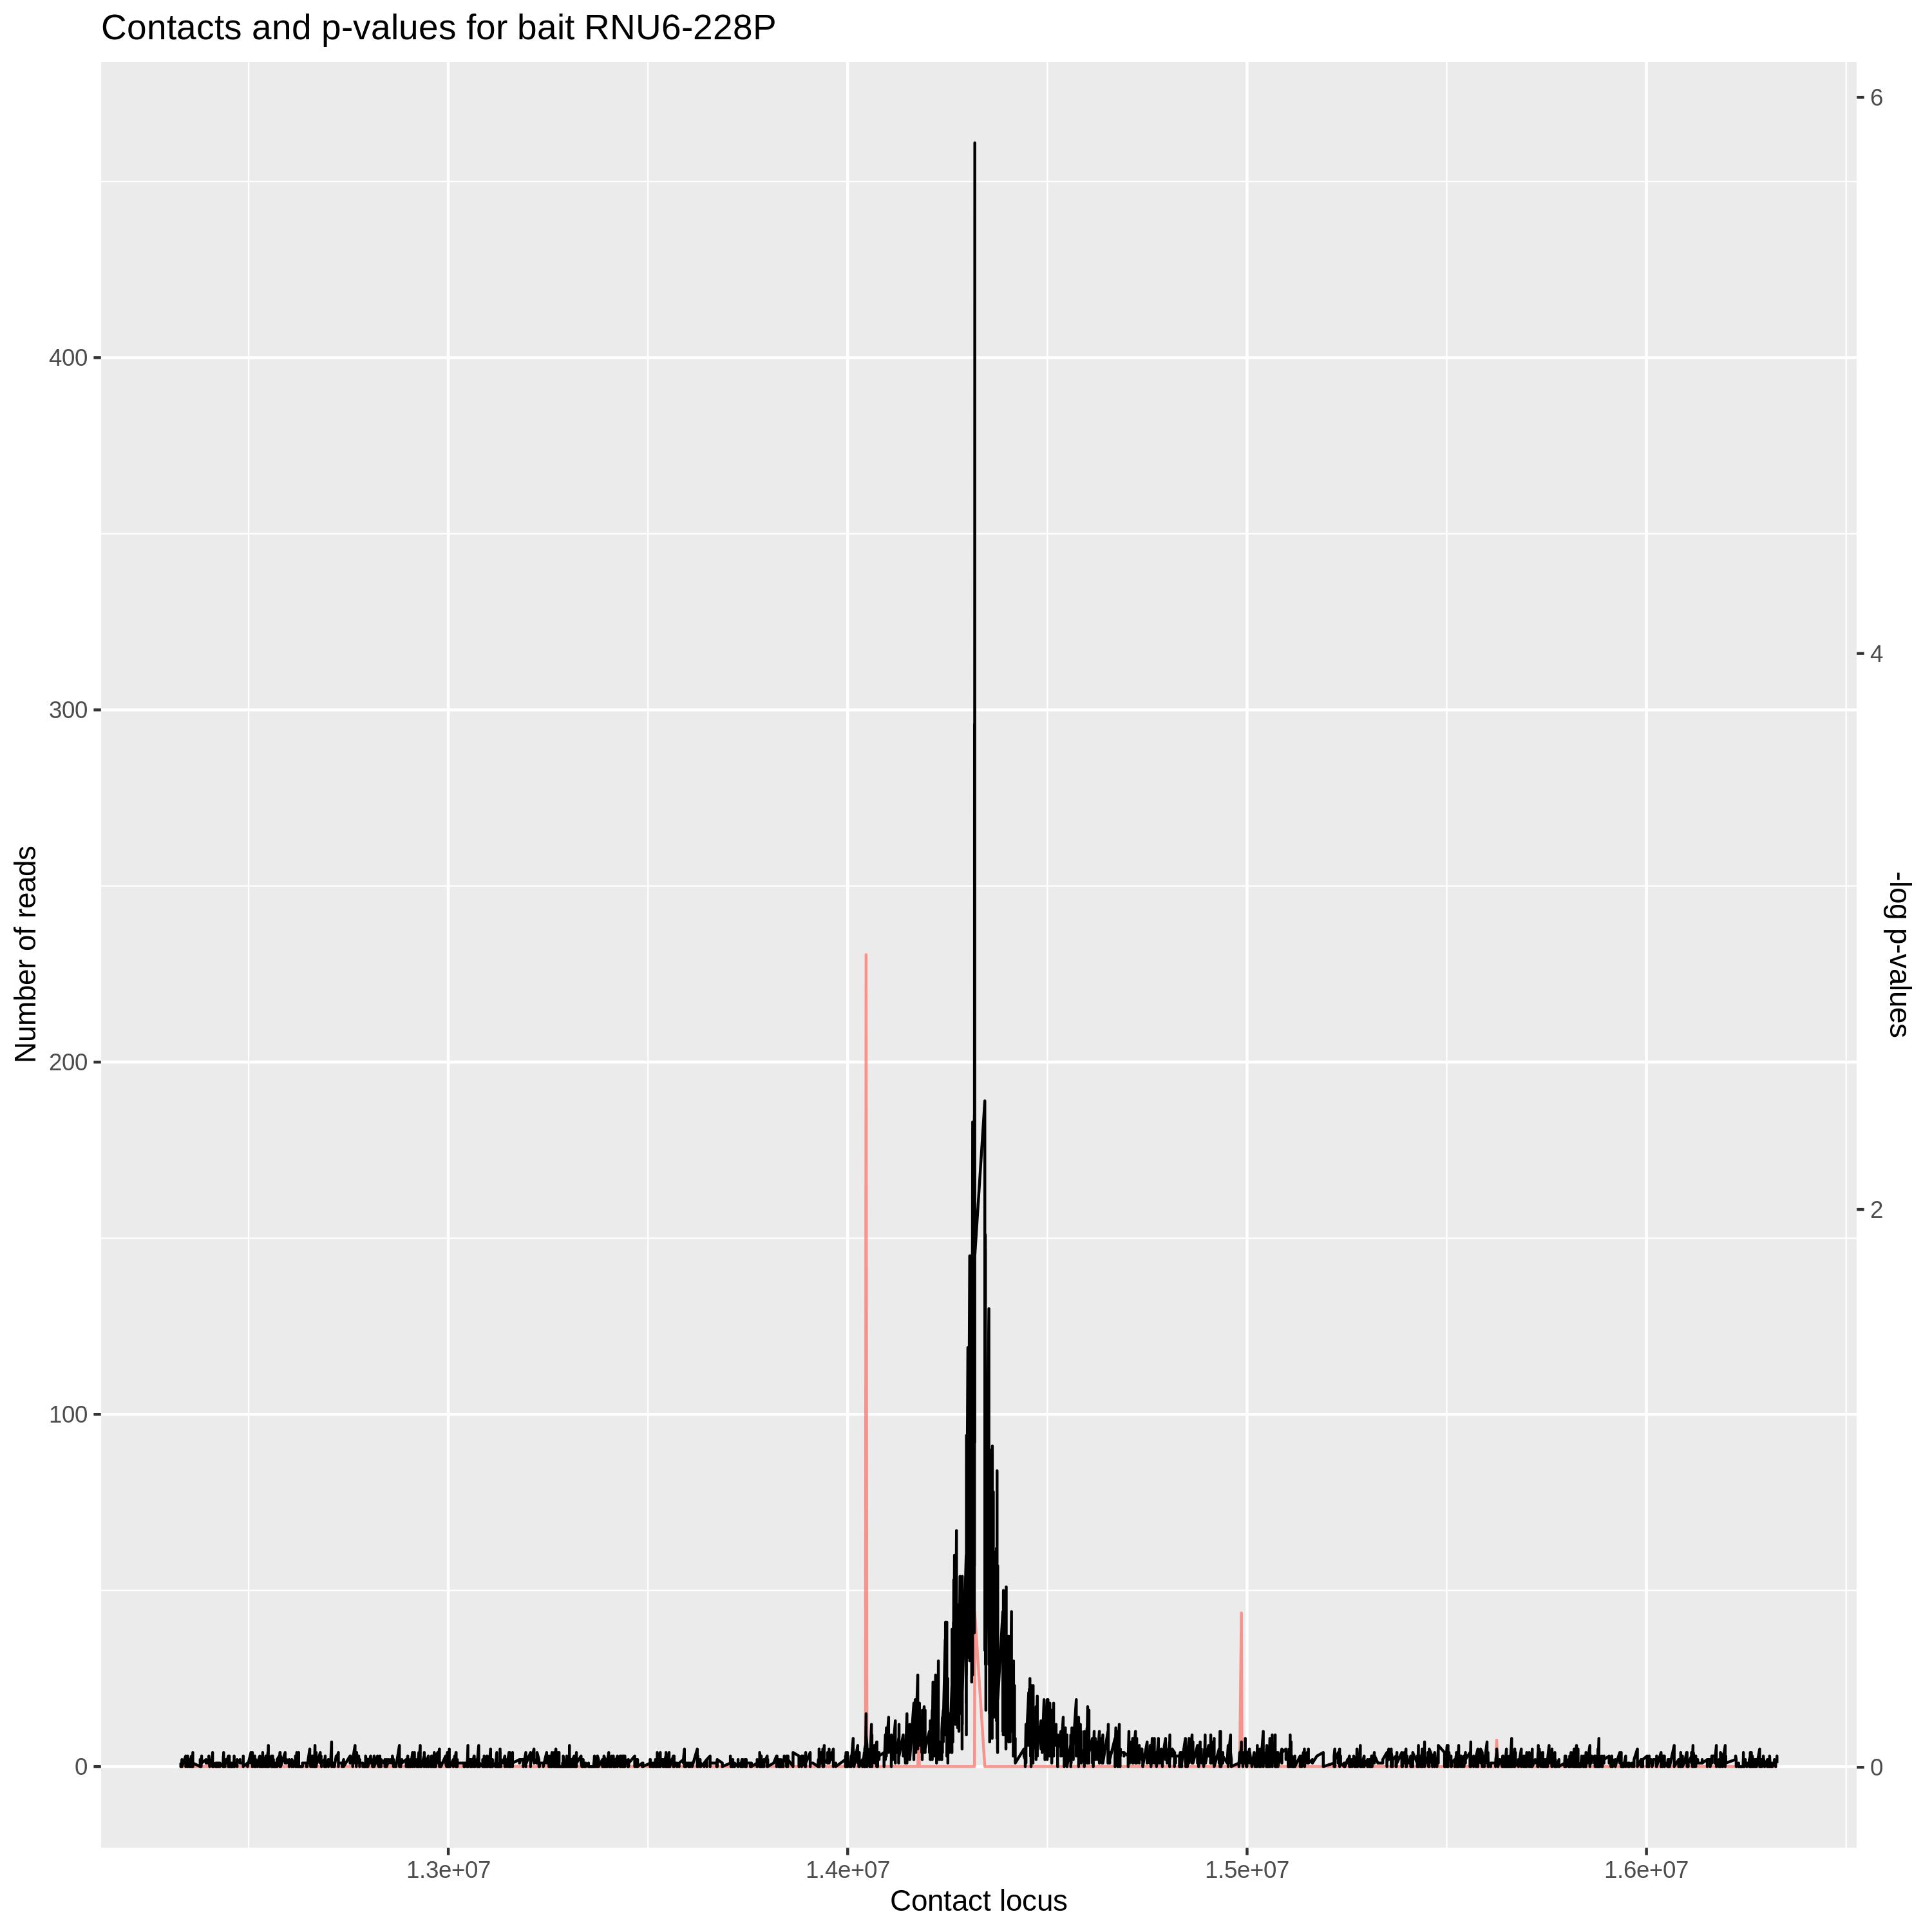 Contacts and p-values for bait RNU6-228P
6
400
4
300
Number of reads
-log p-values
200
2
100
0
0
1.3e+07
1.4e+07
1.5e+07
1.6e+07
Contact locus